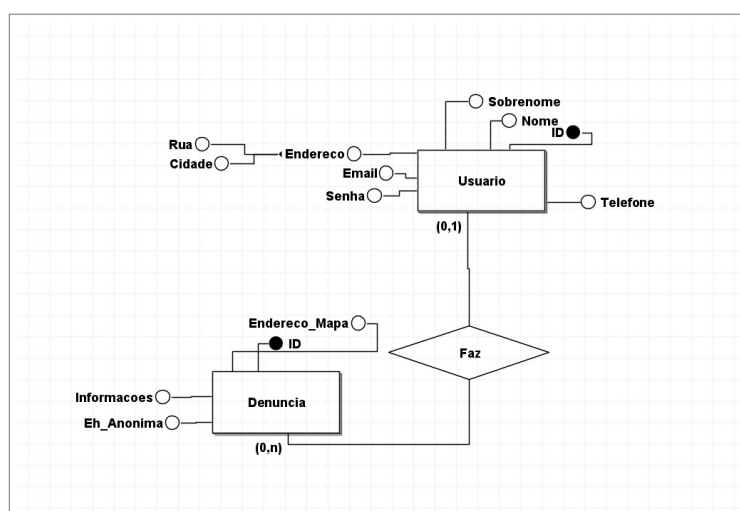 Sobrenome
Nome
ID
Rua
Endereco
Cidade
Email
Usuario
Senha
Telefone
(0,1)
Endereco_Mapa
ID
Faz
Informacoes
Denuncia
Eh_Anonima
(0,n)